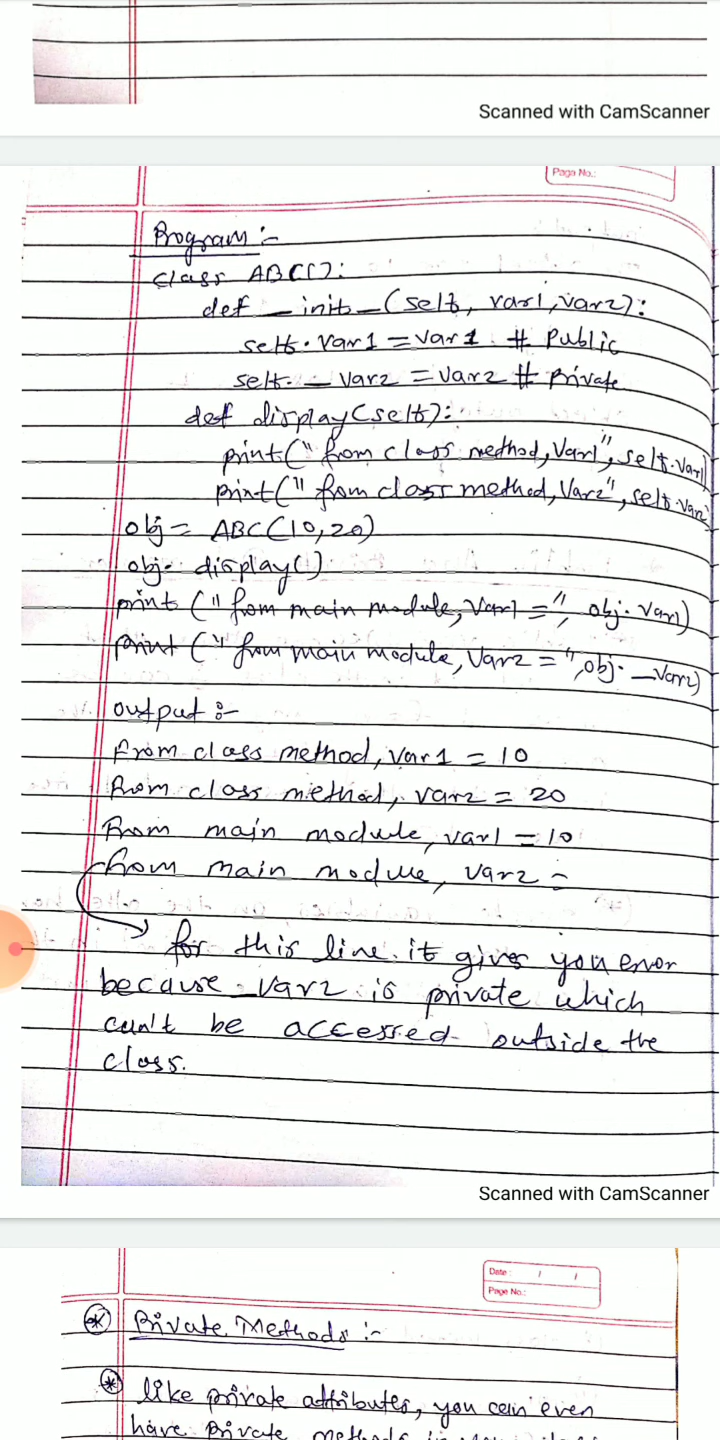 Scanned with CamScanner
Page No.:
Program :-
class ABC():
def __init__(self, var1, var2):
self.var1 = var1 # Public
self.__var2 = var2 # Private
def display(self):
print(" from class method, Var1", self.var1)
print(" from class method, Var2", self.var2
obj = ABC(10,20)
obj. display()
print (" from main module, Var1 =", obj. var1)
print (" from main module, Var2 = ", obj. __var2)
output :-
From class method, var1 = 10
From class method, var2 = 20
From main module, var1 = 10
from main module, var2 =
for this line it gives you error
because __var2 is private which
can't be accessed outside the
class.
Scanned with CamScanner
Date : / /
Page No.:
* Private Methods :-
* like private attributes, you can even
have private methods in